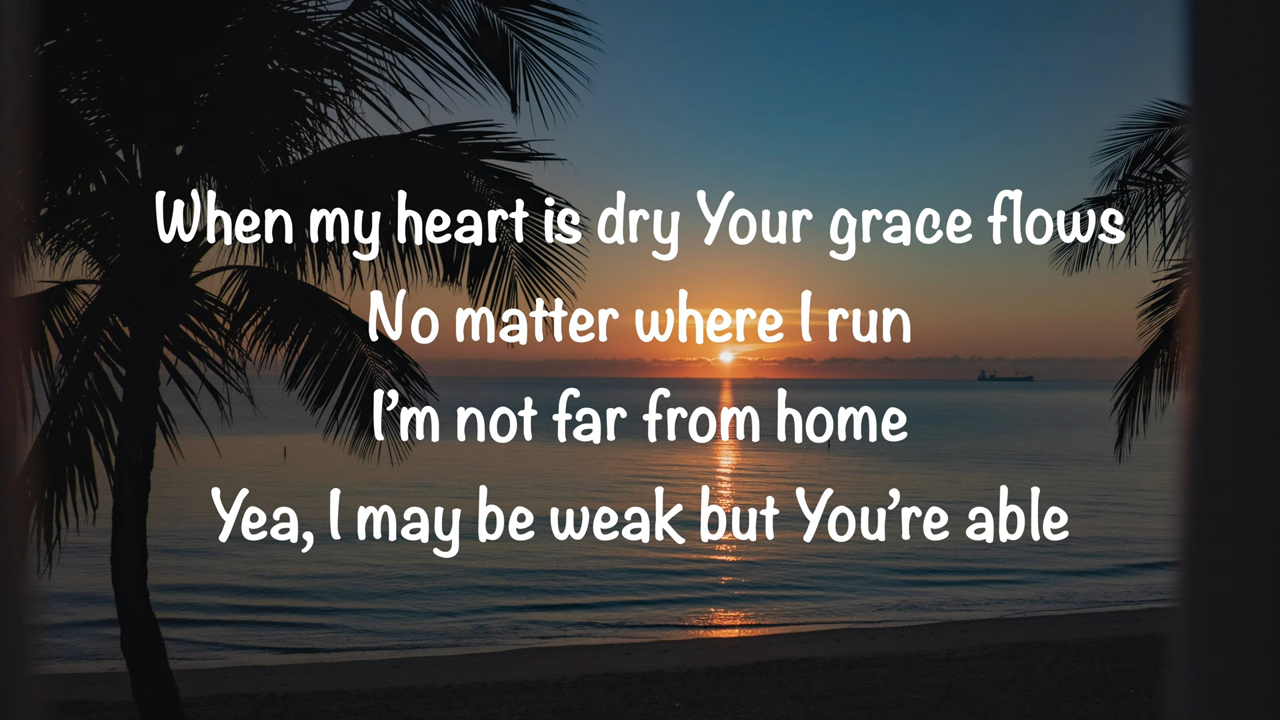 When my heart is dry Your grace flows
No matter where I run
I’m not far from home
Yea, I may be weak but You’re able